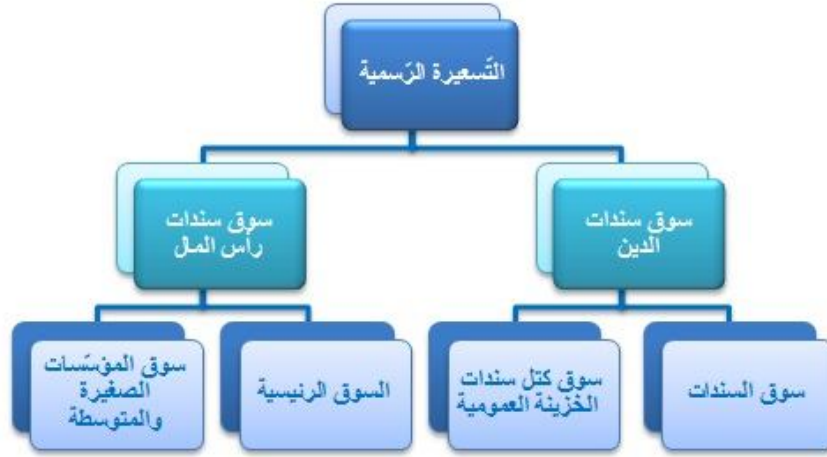 التّسعيرة الرّسمية
سوق سندات
الدين
سوق سندات
رأس المال
سوق السندات
سوق كتل سندات
الخزينة العمومية
السوق الرئيسية
سوق المؤسّسات
الصغيرة
والمتوسطة